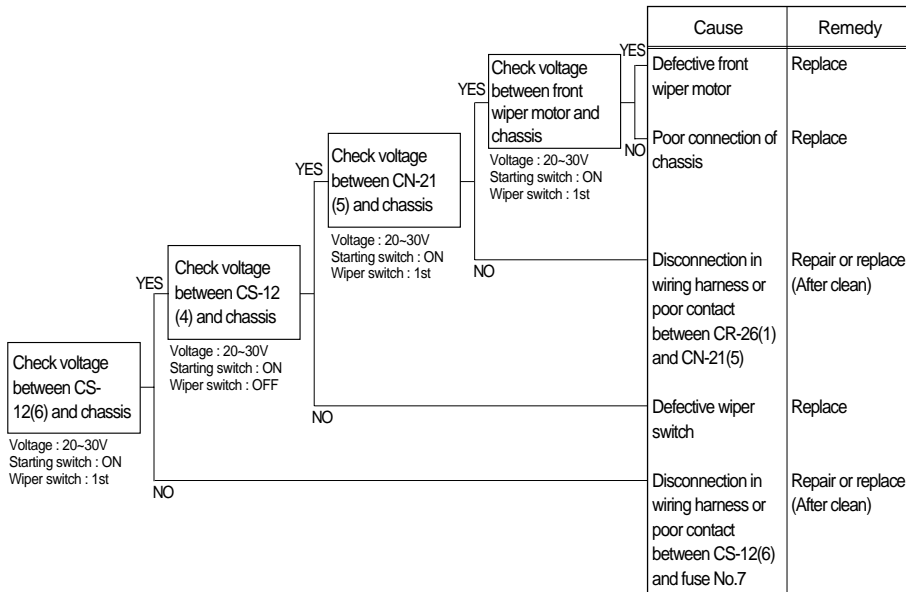 Cause
Remedy
YES
Defective front
wiper motor
Replace
Check voltage
between front
wiper motor and
chassis
YES
NO
Poor connection of
chassis
Replace
Voltage : 20~30V
Starting switch : ON
Wiper switch : 1st
Check voltage
between CN-21
(5) and chassis
YES
Voltage : 20~30V
Starting switch : ON
Wiper switch : 1st
NO
Disconnection in
wiring harness or
poor contact
between CR-26(1)
and CN-21(5)
Repair or replace
(After clean)
Check voltage
between CS-12
(4) and chassis
YES
Voltage : 20~30V
Starting switch : ON
Wiper switch : OFF
NO
Defective wiper
switch
Replace
Check voltage
between CS-
12(6) and chassis
Voltage : 20~30V
Starting switch : ON
Wiper switch : 1st
NO
Disconnection in
wiring harness or
poor contact
between CS-12(6)
and fuse No.7
Repair or replace
(After clean)